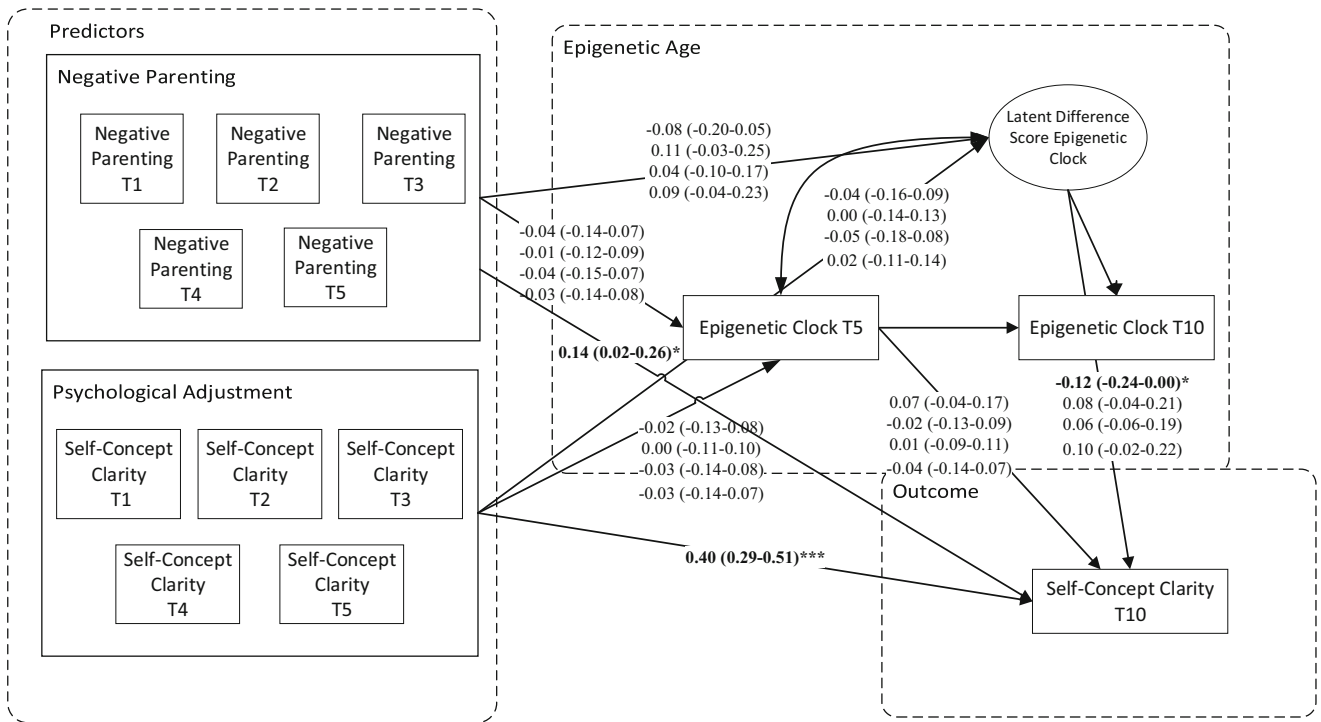 Predictors
Negative Parenting
Negative
Parenting
T1
Negative
Parenting
T2
Negative
Parenting
T3
Negative
Parenting
T4
Negative
Parenting
T5
Psychological Adjustment
Self-Concept
Clarity
T1
Self-Concept
Clarity
T2
Self-Concept
Clarity
T3
Self-Concept
Clarity
T4
Self-Concept
Clarity
T5
Epigenetic Age
Latent Difference
Score Epigenetic
Clock
-0.08 (-0.20-0.05)
0.11 (-0.03-0.25)
0.04 (-0.10-0.17)
0.09 (-0.04-0.23)
-0.04 (-0.16-0.09)
0.00 (-0.14-0.13)
-0.05 (-0.18-0.08)
0.02 (-0.11-0.14)
-0.04 (-0.14-0.07)
-0.01 (-0.12-0.09)
-0.04 (-0.15-0.07)
-0.03 (-0.14-0.08)
Epigenetic Clock T5
Epigenetic Clock T10
0.14 (0.02-0.26)*
-0.02 (-0.13-0.08)
0.00 (-0.11-0.10)
-0.03 (-0.14-0.08)
-0.03 (-0.14-0.07)
0.07 (-0.04-0.17)
-0.02 (-0.13-0.09)
0.01 (-0.09-0.11)
-0.04 (-0.14-0.07)
-0.12 (-0.24-0.00)*
0.08 (-0.04-0.21)
0.06 (-0.06-0.19)
0.10 (-0.02-0.22)
0.40 (0.29-0.51)***
Outcome
Self-Concept Clarity
T10